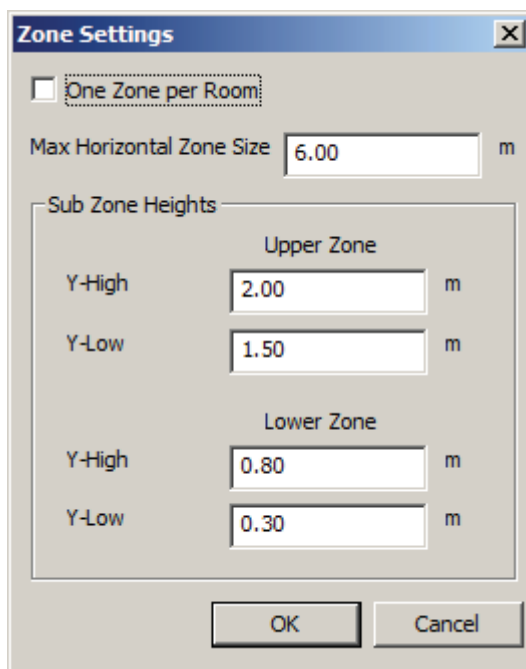 Zone Settings
One Zone per Room
Max Horizontal Zone Size 6.00 m
Sub Zone Heights
Upper Zone
Y-High 2.00 m
Y-Low 1.50 m
Lower Zone
Y-High 0.80 m
Y-Low 0.30 m
OK Cancel